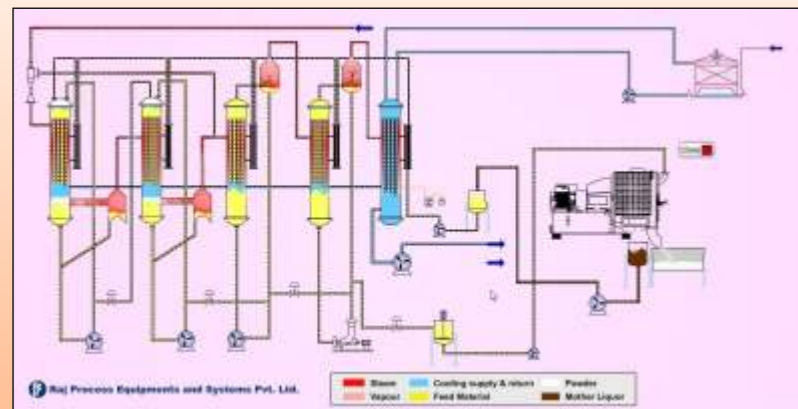 Raj Process Equipments and Systems Pvt. Ltd.
Steam
Cooling supply & return
Powder
Vapour
Feed Material
Mother Liquor